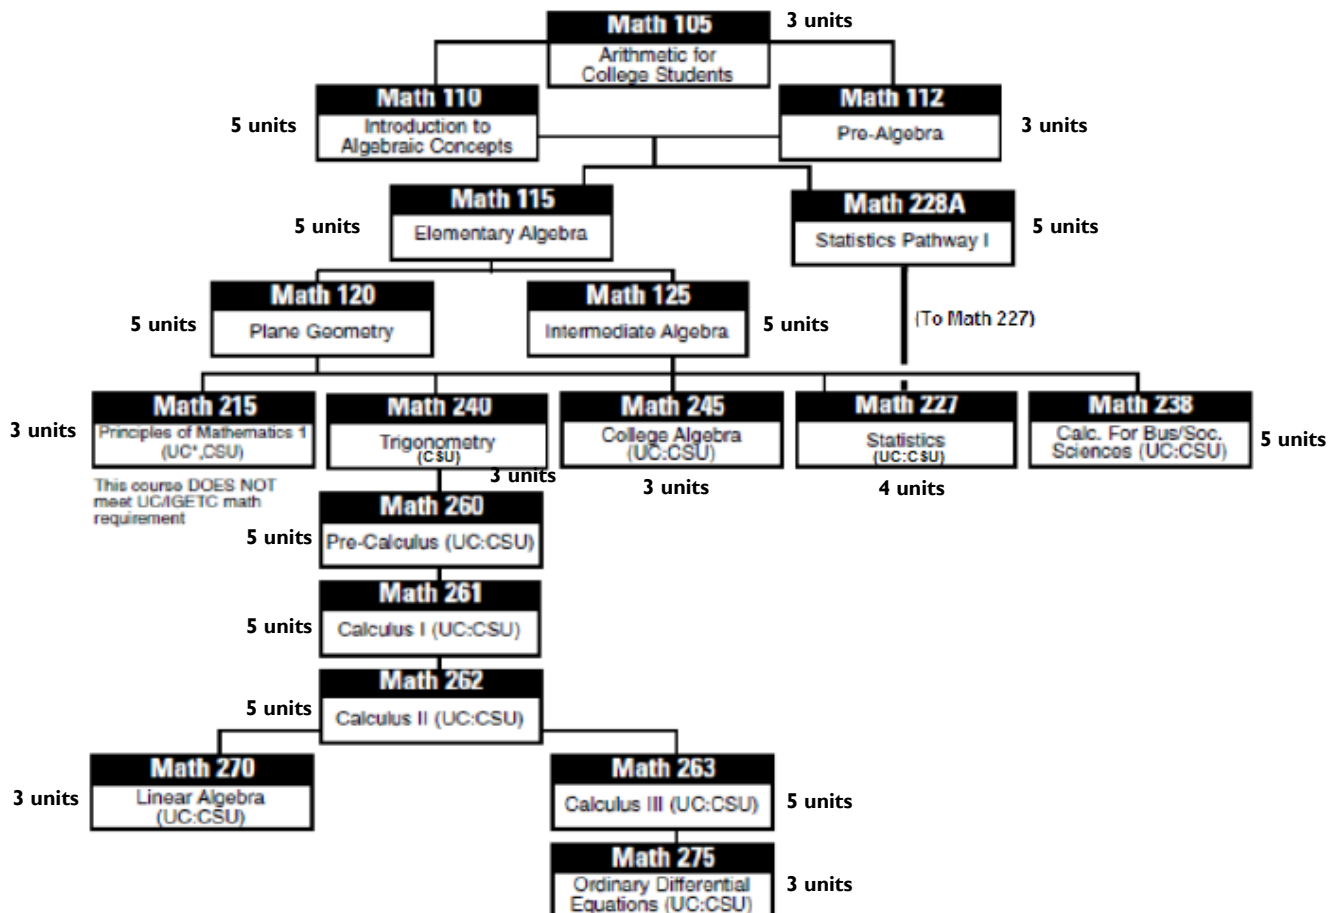 Math 105
3 units
Arithmetic for
College Students
Math 110
5 units
Introduction to
Algebraic Concepts
Math 112
Pre-Algebra
3 units
Math 115
5 units
Elementary Algebra
Math 228A
Statistics Pathway I
5 units
Math 120
5 units
Plane Geometry
Math 125
Intermediate Algebra
5 units
(To Math 227)
Math 215
3 units
Principles of Mathematics 1
(UC*,CSU)
This course DOES NOT
meet UC/IGETC math
requirement
Math 240
Trigonometry
(CSU)
3 units
Math 245
College Algebra
(UC:CSU)
3 units
Math 227
Statistics
(UC:CSU)
4 units
Math 238
Calc. For Bus/Soc.
Sciences (UC:CSU)
5 units
Math 260
5 units
Pre-Calculus (UC:CSU)
Math 261
5 units
Calculus I (UC:CSU)
Math 262
5 units
Calculus II (UC:CSU)
Math 270
3 units
Linear Algebra
(UC:CSU)
Math 263
Calculus III (UC:CSU)
5 units
Math 275
Ordinary Differential
Equations (UC:CSU)
3 units